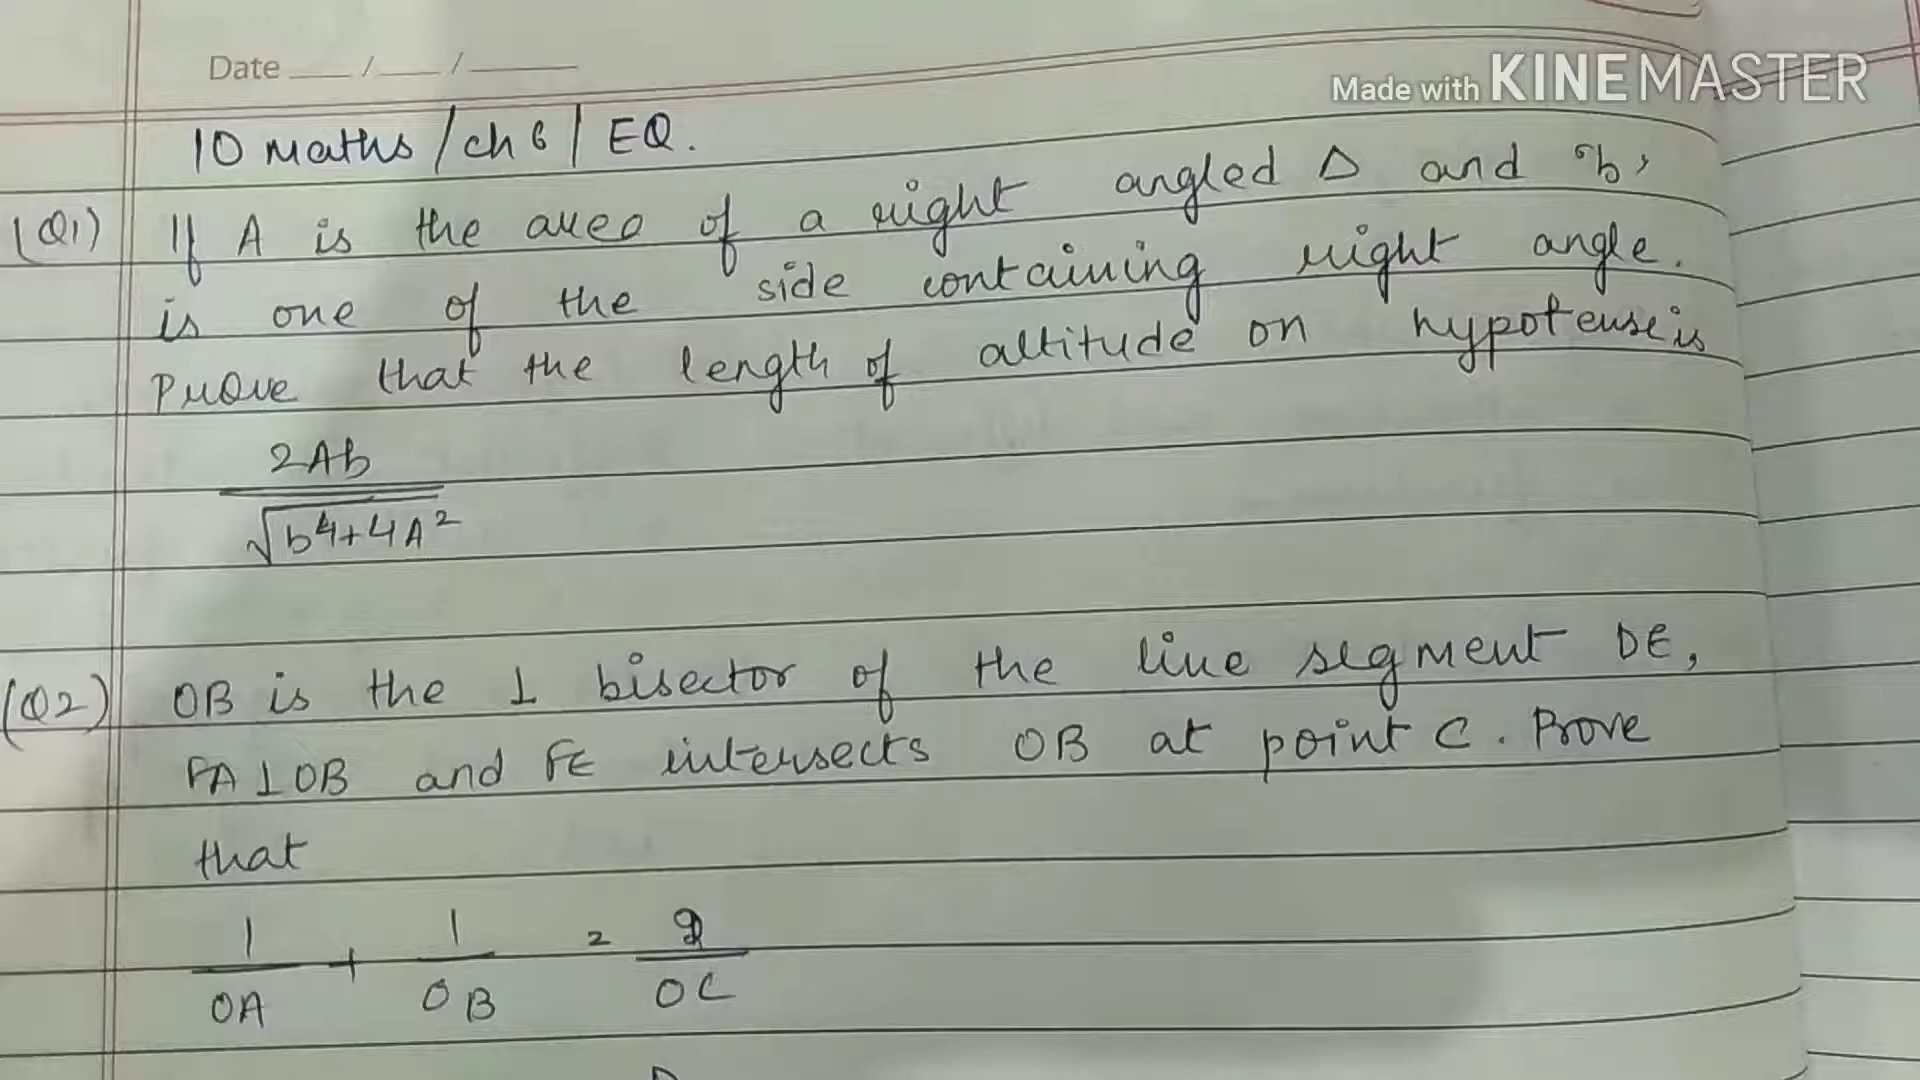 Date ___/___/_____
Made with KINEMASTER
10 Maths / ch 6 / EQ.
(Q1) If A is the area of a right angled Δ and 'b'
is one of the side containing right angle.
Prove that the length of altitude on hypotenuse is
2Ab
√b⁴+4A²
(Q2) OB is the ⊥ bisector of the line segment DE,
FA ⊥ OB and FE intersects OB at point C. Prove
that
1/OA + 1/OB = 2/OC